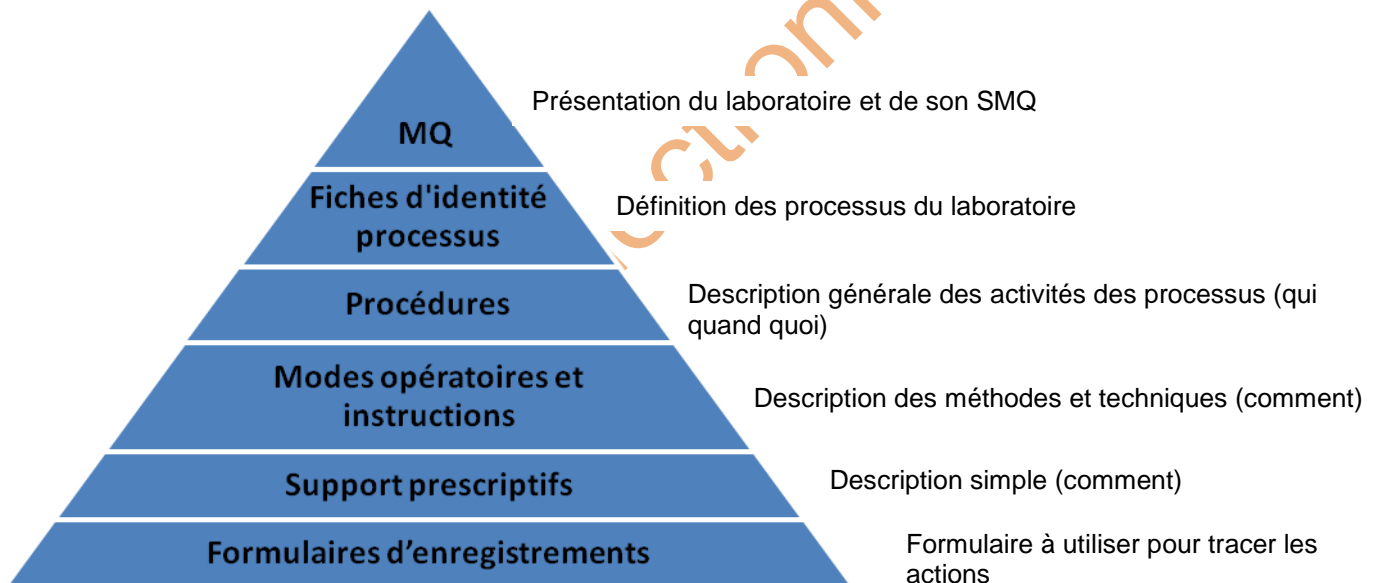 MQ
Présentation du laboratoire et de son SMQ
Fiches d'identité
processus
Définition des processus du laboratoire
Procédures
Description générale des activités des processus (qui
quand quoi)
Modes opératoires et
instructions
Description des méthodes et techniques (comment)
Support prescriptifs
Description simple (comment)
Formulaires d’enregistrements
Formulaire à utiliser pour tracer les
actions